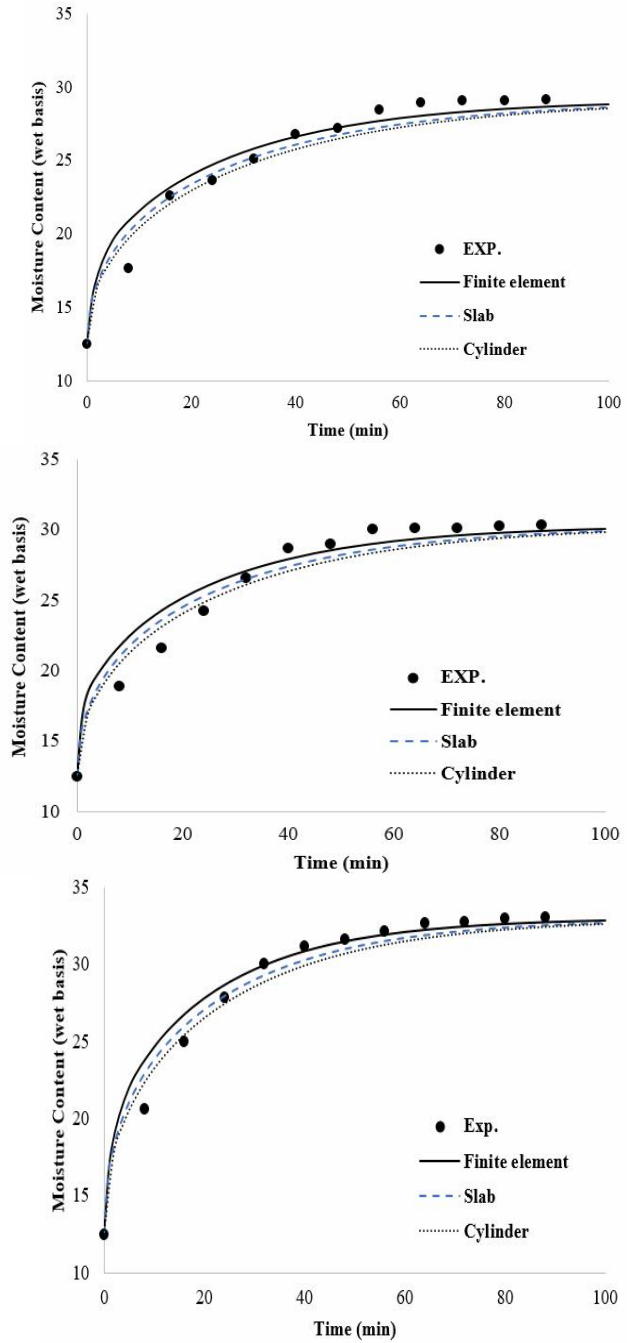 35
30
25
20
15
10
Moisture Content (wet basis)
EXP.
Finite element
Slab
Cylinder
0 20 40 60 80 100
Time (min)
35
30
25
20
15
10
Moisture Content (wet basis)
EXP.
Finite element
Slab
Cylinder
0 20 40 60 80 100
Time (min)
35
30
25
20
15
10
Moisture Content (wet basis)
Exp.
Finite element
Slab
Cylinder
0 20 40 60 80 100
Time (min)